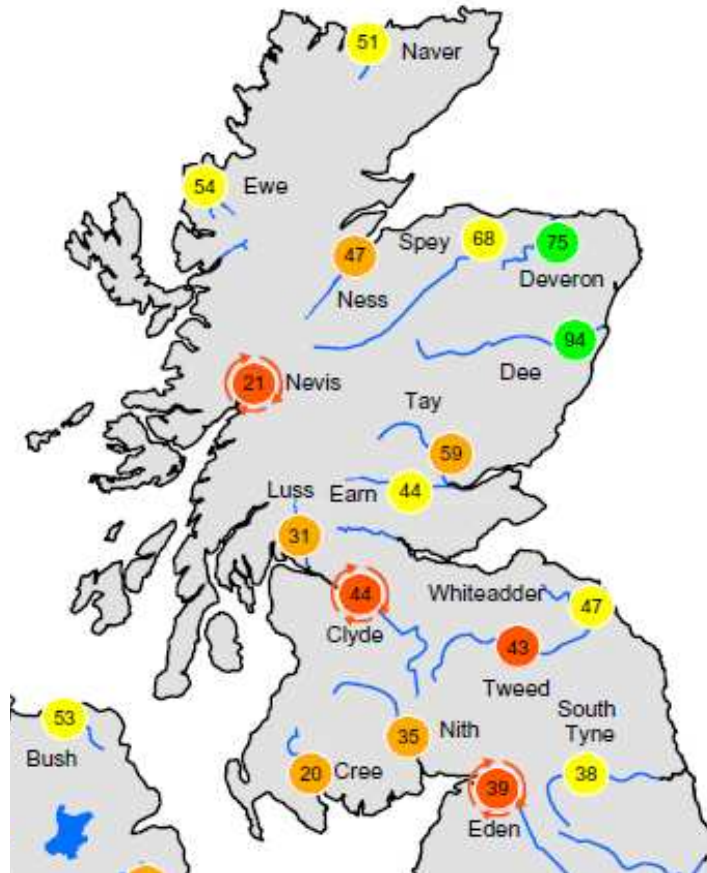 51
Naver
54
Ewe
Spey
68
75
47
Deveron
Ness
94
Dee
21
Nevis
Tay
59
Luss
Earn
44
31
Whiteadder
44
47
Clyde
43
Tweed
South
Tyne
53
35
Nith
Bush
20
Cree
38
39
Eden